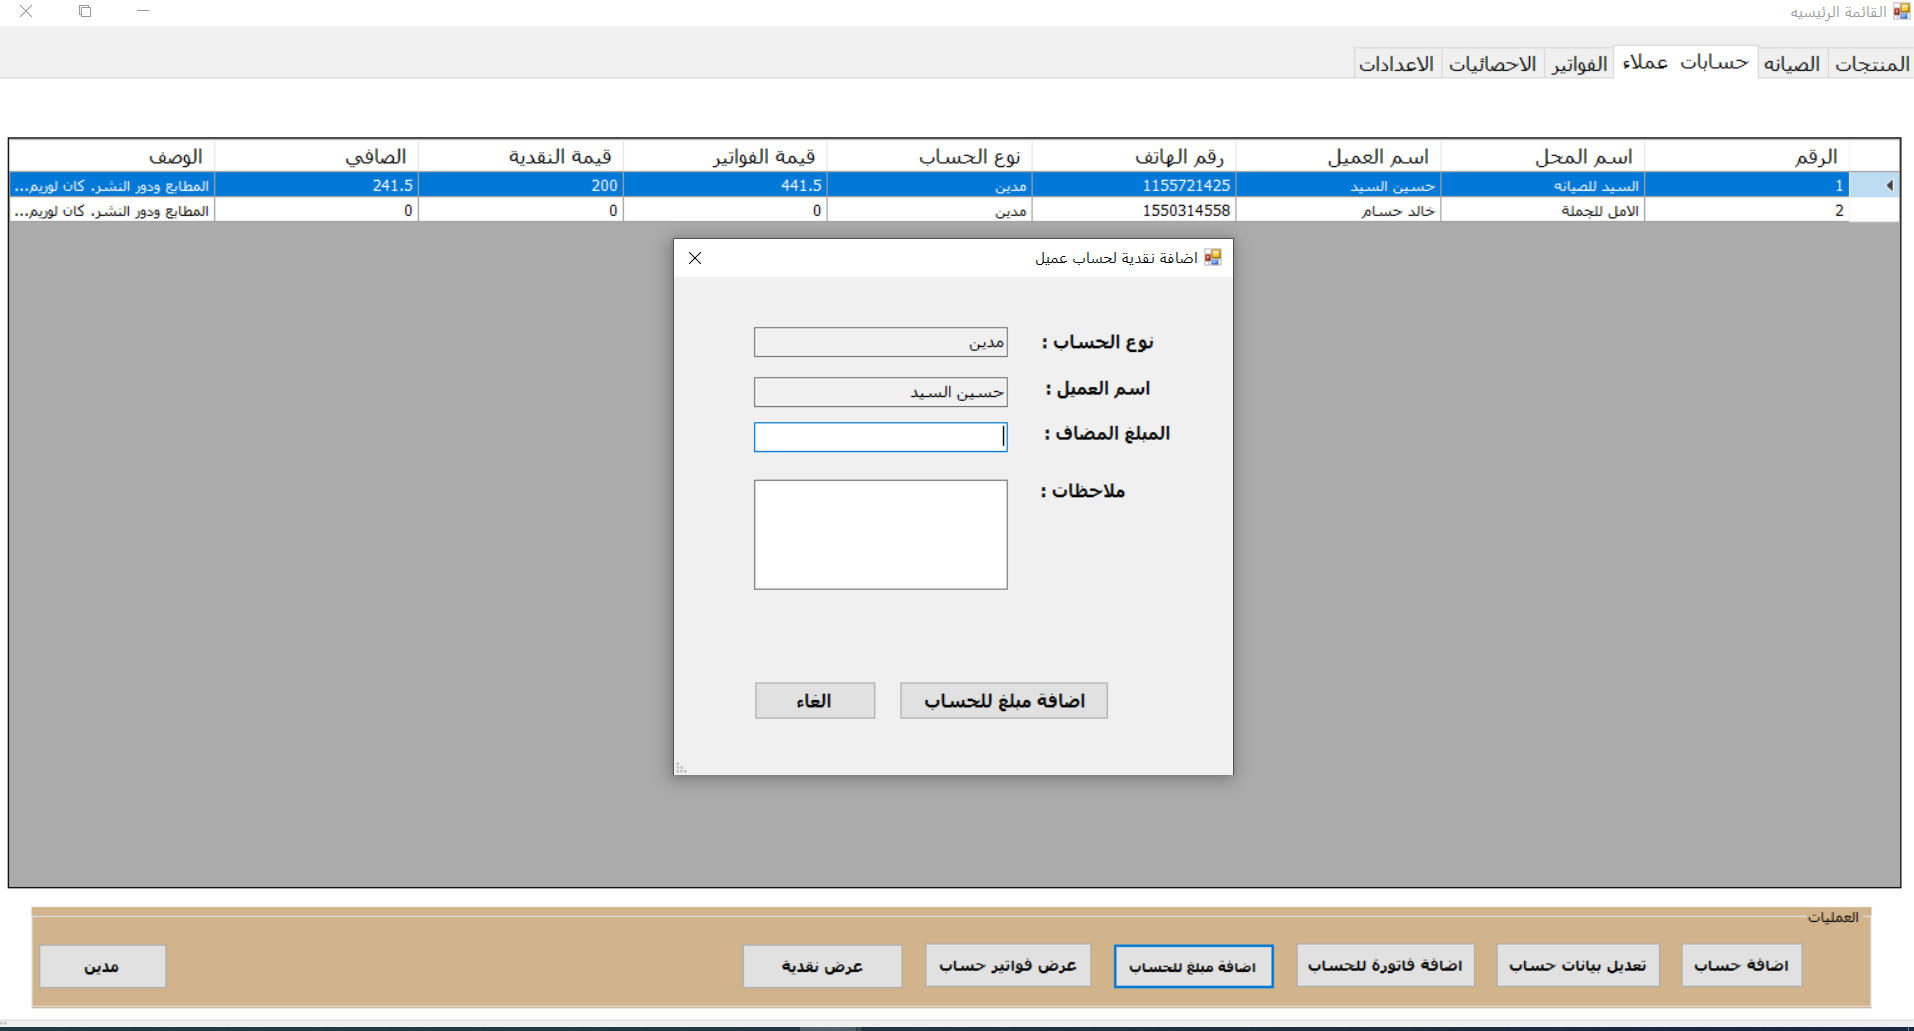 القائمة الرئيسيه
المنتجات الصيانه حسابات عملاء الفواتير الاحصائيات الاعدادات
الرقم اسم المحل اسم العميل رقم الهاتف نوع الحساب قيمة الفواتير قيمة النقدية الصافي الوصف
1 السيد للصيانه حسين السيد 1155721425 مدين 441.5 200 241.5 المطابع ودور النشر. كان لوريم...
2 الامل للجملة خالد حسام 1550314558 مدين 0 0 0 المطابع ودور النشر. كان لوريم...
اضافة نقدية لحساب عميل
نوع الحساب : مدين
اسم العميل : حسين السيد
المبلغ المضاف :
ملاحظات :
اضافة مبلغ للحساب الغاء
العمليات
اضافة حساب تعديل بيانات حساب اضافة فاتورة للحساب اضافة مبلغ للحساب عرض فواتير حساب عرض نقدية مدين